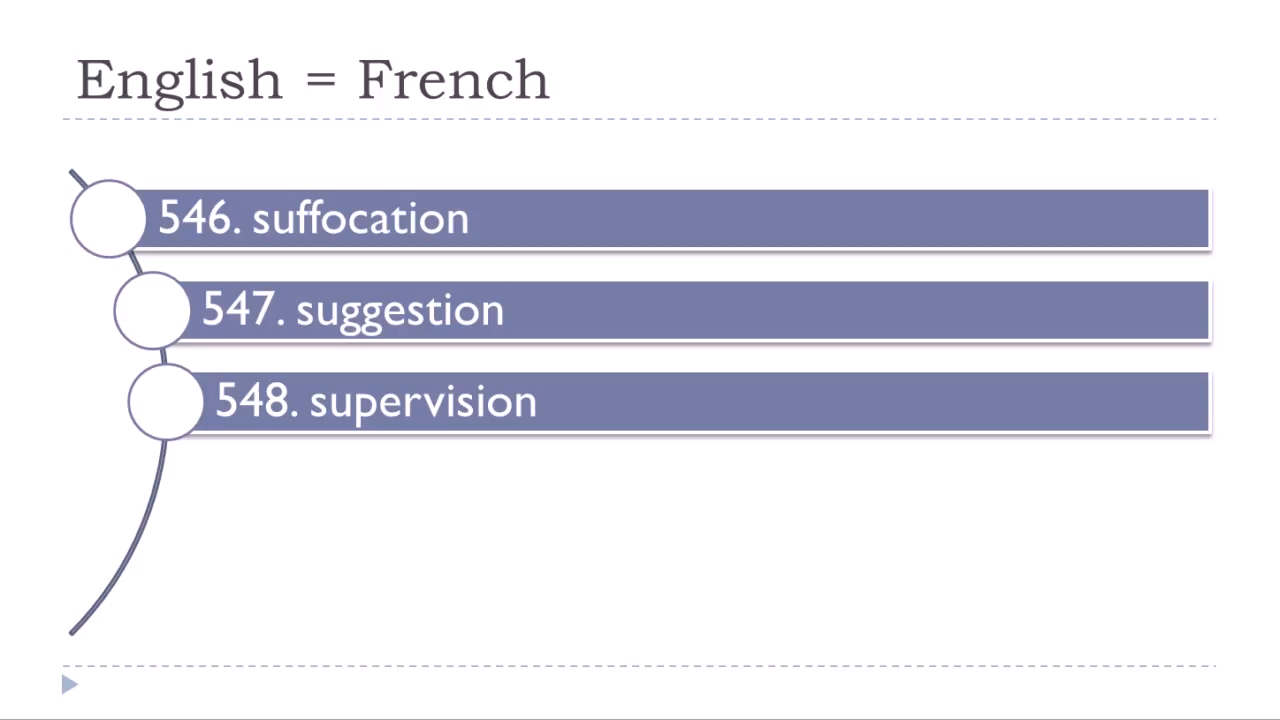 English = French
546. suffocation
547. suggestion
548. supervision